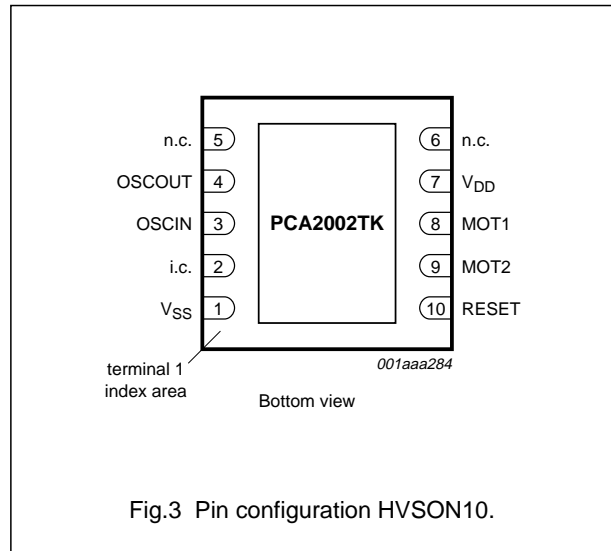 n.c. 5
6 n.c.
OSCOUT 4
7 VDD
OSCIN 3
PCA2002TK
8 MOT1
i.c. 2
9 MOT2
VSS 1
10 RESET
terminal 1
index area
001aaa284
Bottom view
Fig.3 Pin configuration HVSON10.